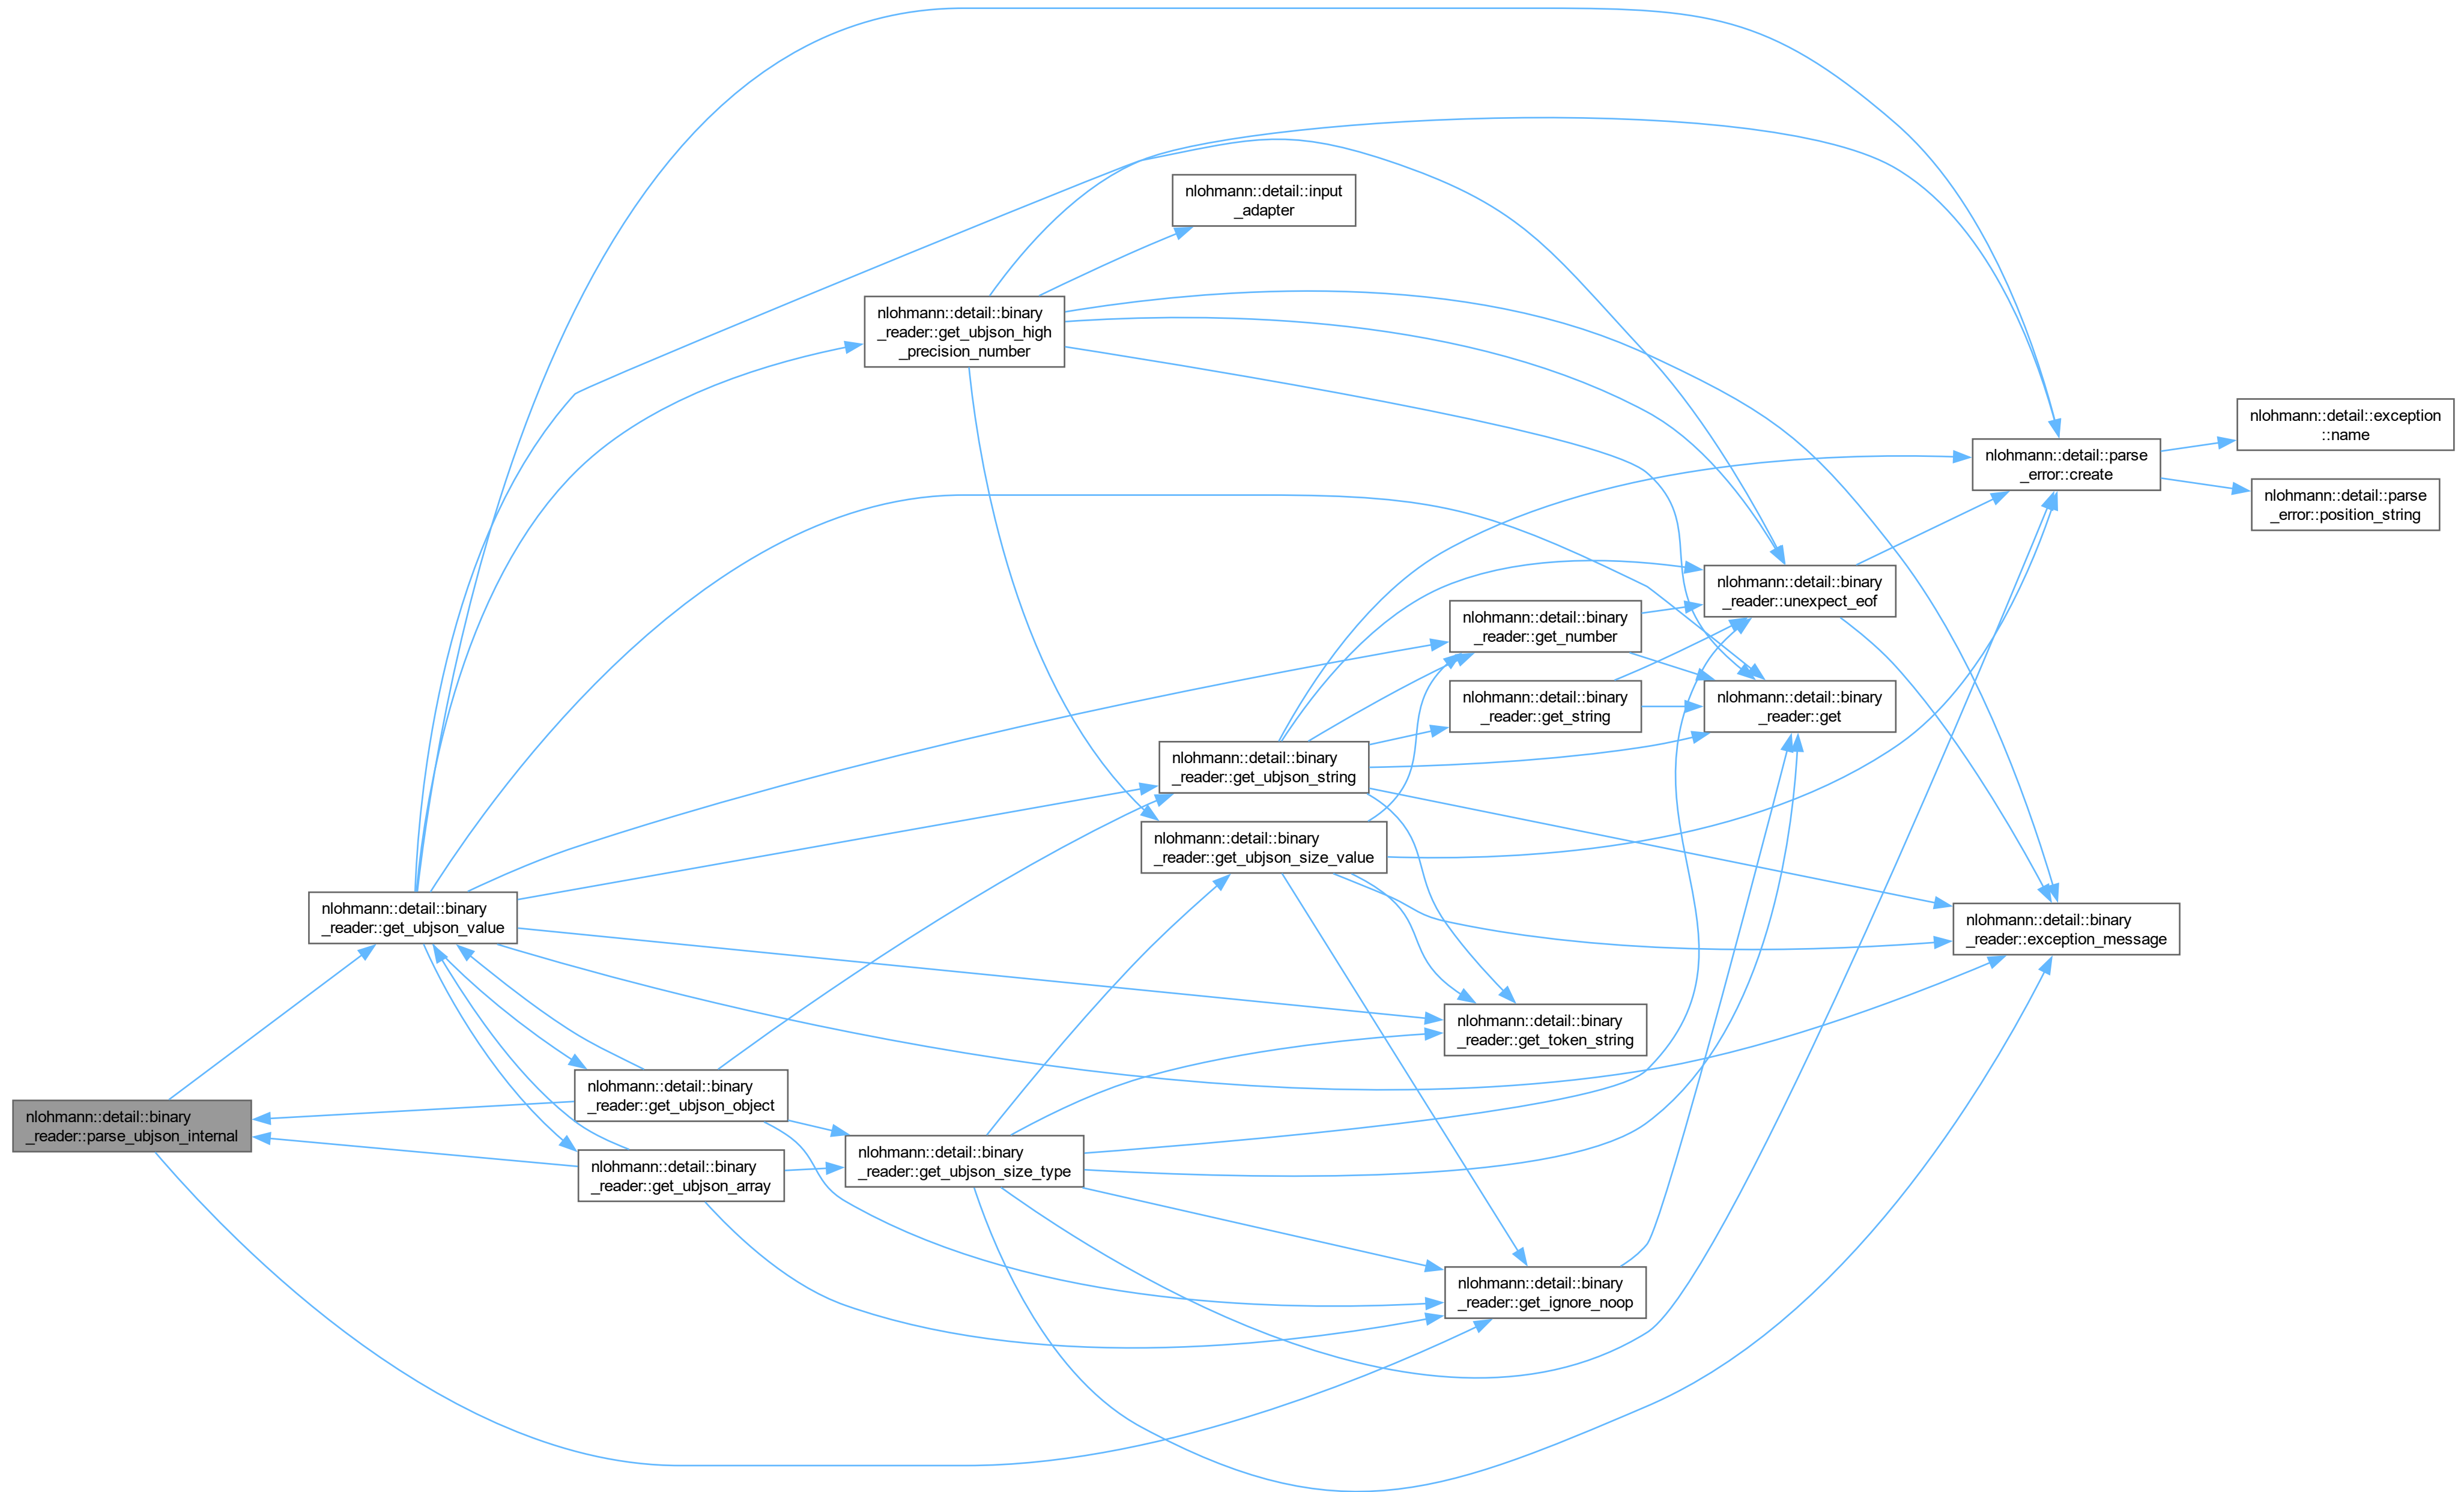 nlohmann::detail::input
_adapter
nlohmann::detail::binary
_reader::get_ubjson_high
_precision_number
nlohmann::detail::exception
::name
nlohmann::detail::parse
_error::create
nlohmann::detail::parse
_error::position_string
nlohmann::detail::binary
_reader::unexpect_eof
nlohmann::detail::binary
_reader::get_number
nlohmann::detail::binary
_reader::get_string
nlohmann::detail::binary
_reader::get
nlohmann::detail::binary
_reader::get_ubjson_string
nlohmann::detail::binary
_reader::get_ubjson_size_value
nlohmann::detail::binary
_reader::get_ubjson_value
nlohmann::detail::binary
_reader::exception_message
nlohmann::detail::binary
_reader::get_token_string
nlohmann::detail::binary
_reader::get_ubjson_object
nlohmann::detail::binary
_reader::parse_ubjson_internal
nlohmann::detail::binary
_reader::get_ubjson_size_type
nlohmann::detail::binary
_reader::get_ubjson_array
nlohmann::detail::binary
_reader::get_ignore_noop